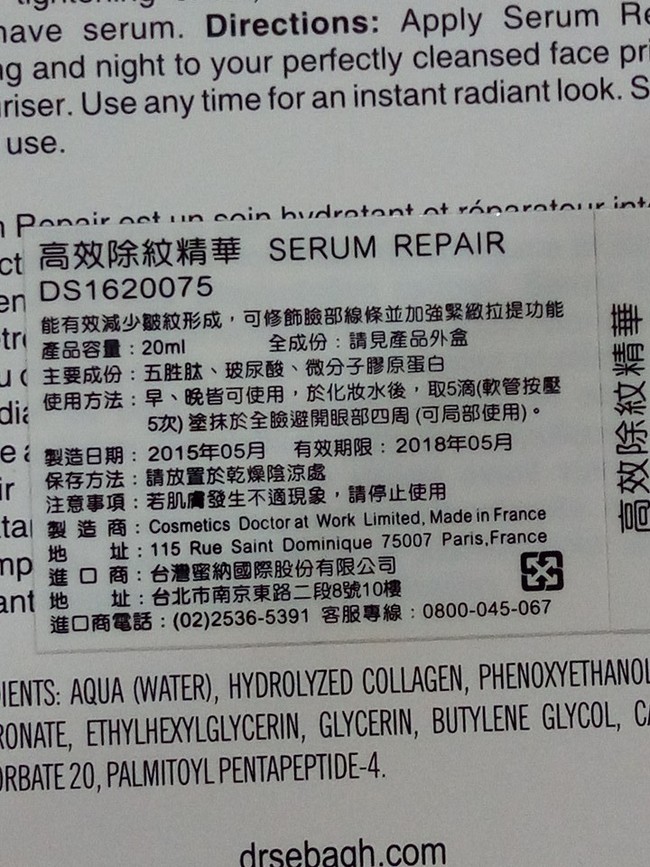 have serum. Directions: Apply Serum
and night to your perfectly cleansed face
Use any time for an instant radiant look.
use.
Repair est un soin hydratant et réparateur
高效除紋精華 SERUM REPAIR
DS1620075
能有效減少皺紋形成，可修飾臉部線條並加強緊緻拉提功能
產品容量：20ml 全成份：請見產品外盒
主要成份：五胜肽、玻尿酸、微分子膠原蛋白
使用方法：早、晚皆可使用，於化妝水後，取5滴(軟管按壓
5次) 塗抹於全臉避開眼部四周 (可局部使用)。
製造日期：2015年05月 有效期限：2018年05月
保存方法：請放置於乾燥陰涼處
注意事項：若肌膚發生不適現象，請停止使用
製造商：Cosmetics Doctor at Work Limited, Made in France
地址：115 Rue Saint Dominique 75007 Paris,France
進口商：台灣蜜納國際股份有限公司
地址：台北市南京東路二段8號10樓
進口商電話：(02)2536-5391 客服專線：0800-045-067
高效除紋精華
AQUA (WATER), HYDROLYZED COLLAGEN, PHENOXYETHANOL
ETHYLHEXYLGLYCERIN, GLYCERIN, BUTYLENE GLYCOL,
20, PALMITOYL PENTAPEPTIDE-4.
drsebagh.com